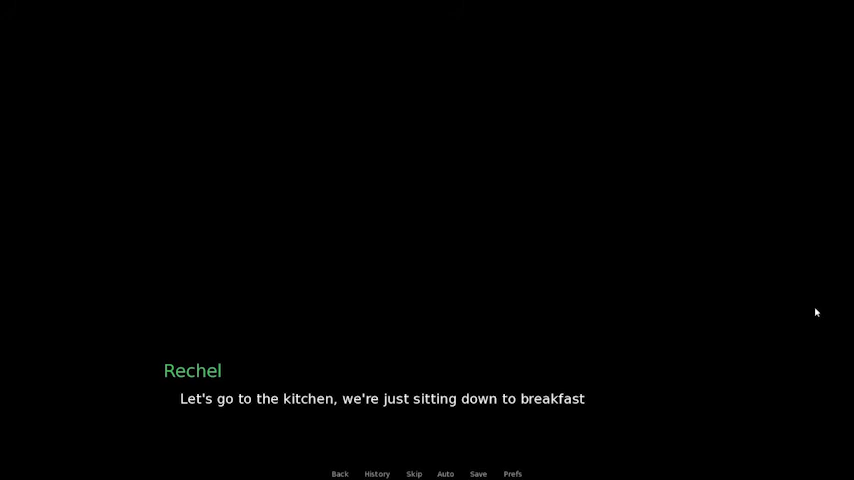 Rechel
Let's go to the kitchen, we're just sitting down to breakfast
Back History Skip Auto Save Prefs